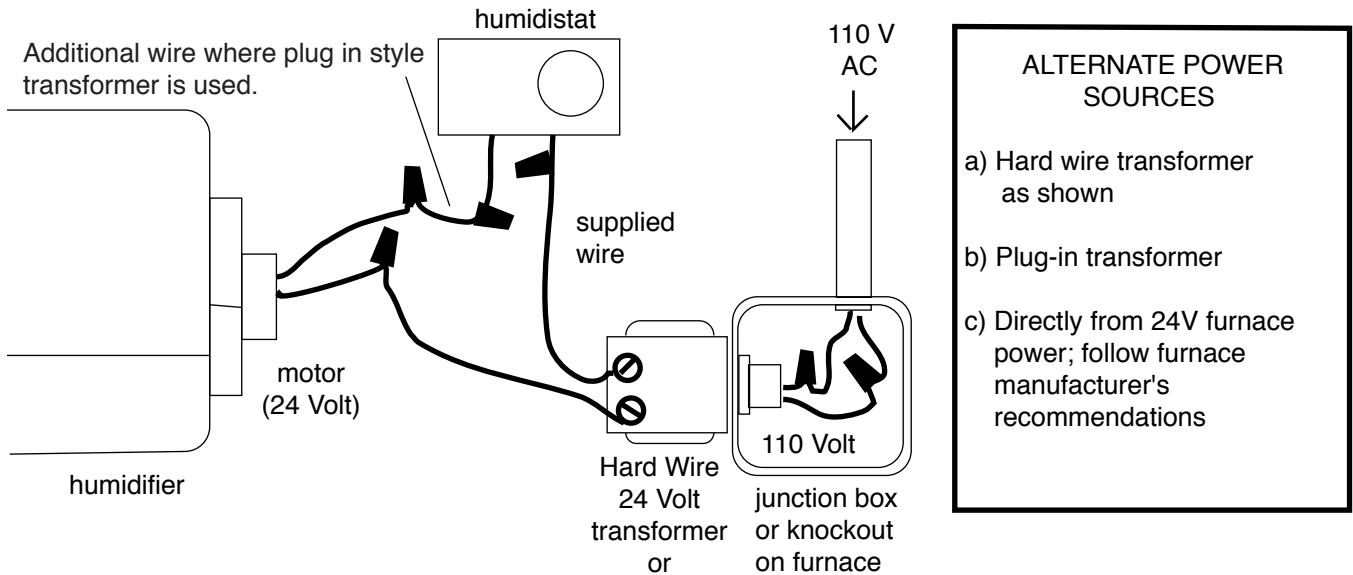 humidistat
Additional wire where plug in style
transformer is used.
110 V
AC
supplied
wire
motor
(24 Volt)
humidifier
110 Volt
Hard Wire
24 Volt
transformer
or
junction box
or knockout
on furnace
ALTERNATE POWER
SOURCES
a) Hard wire transformer
as shown
b) Plug-in transformer
c) Directly from 24V furnace
power; follow furnace
manufacturer's
recommendations